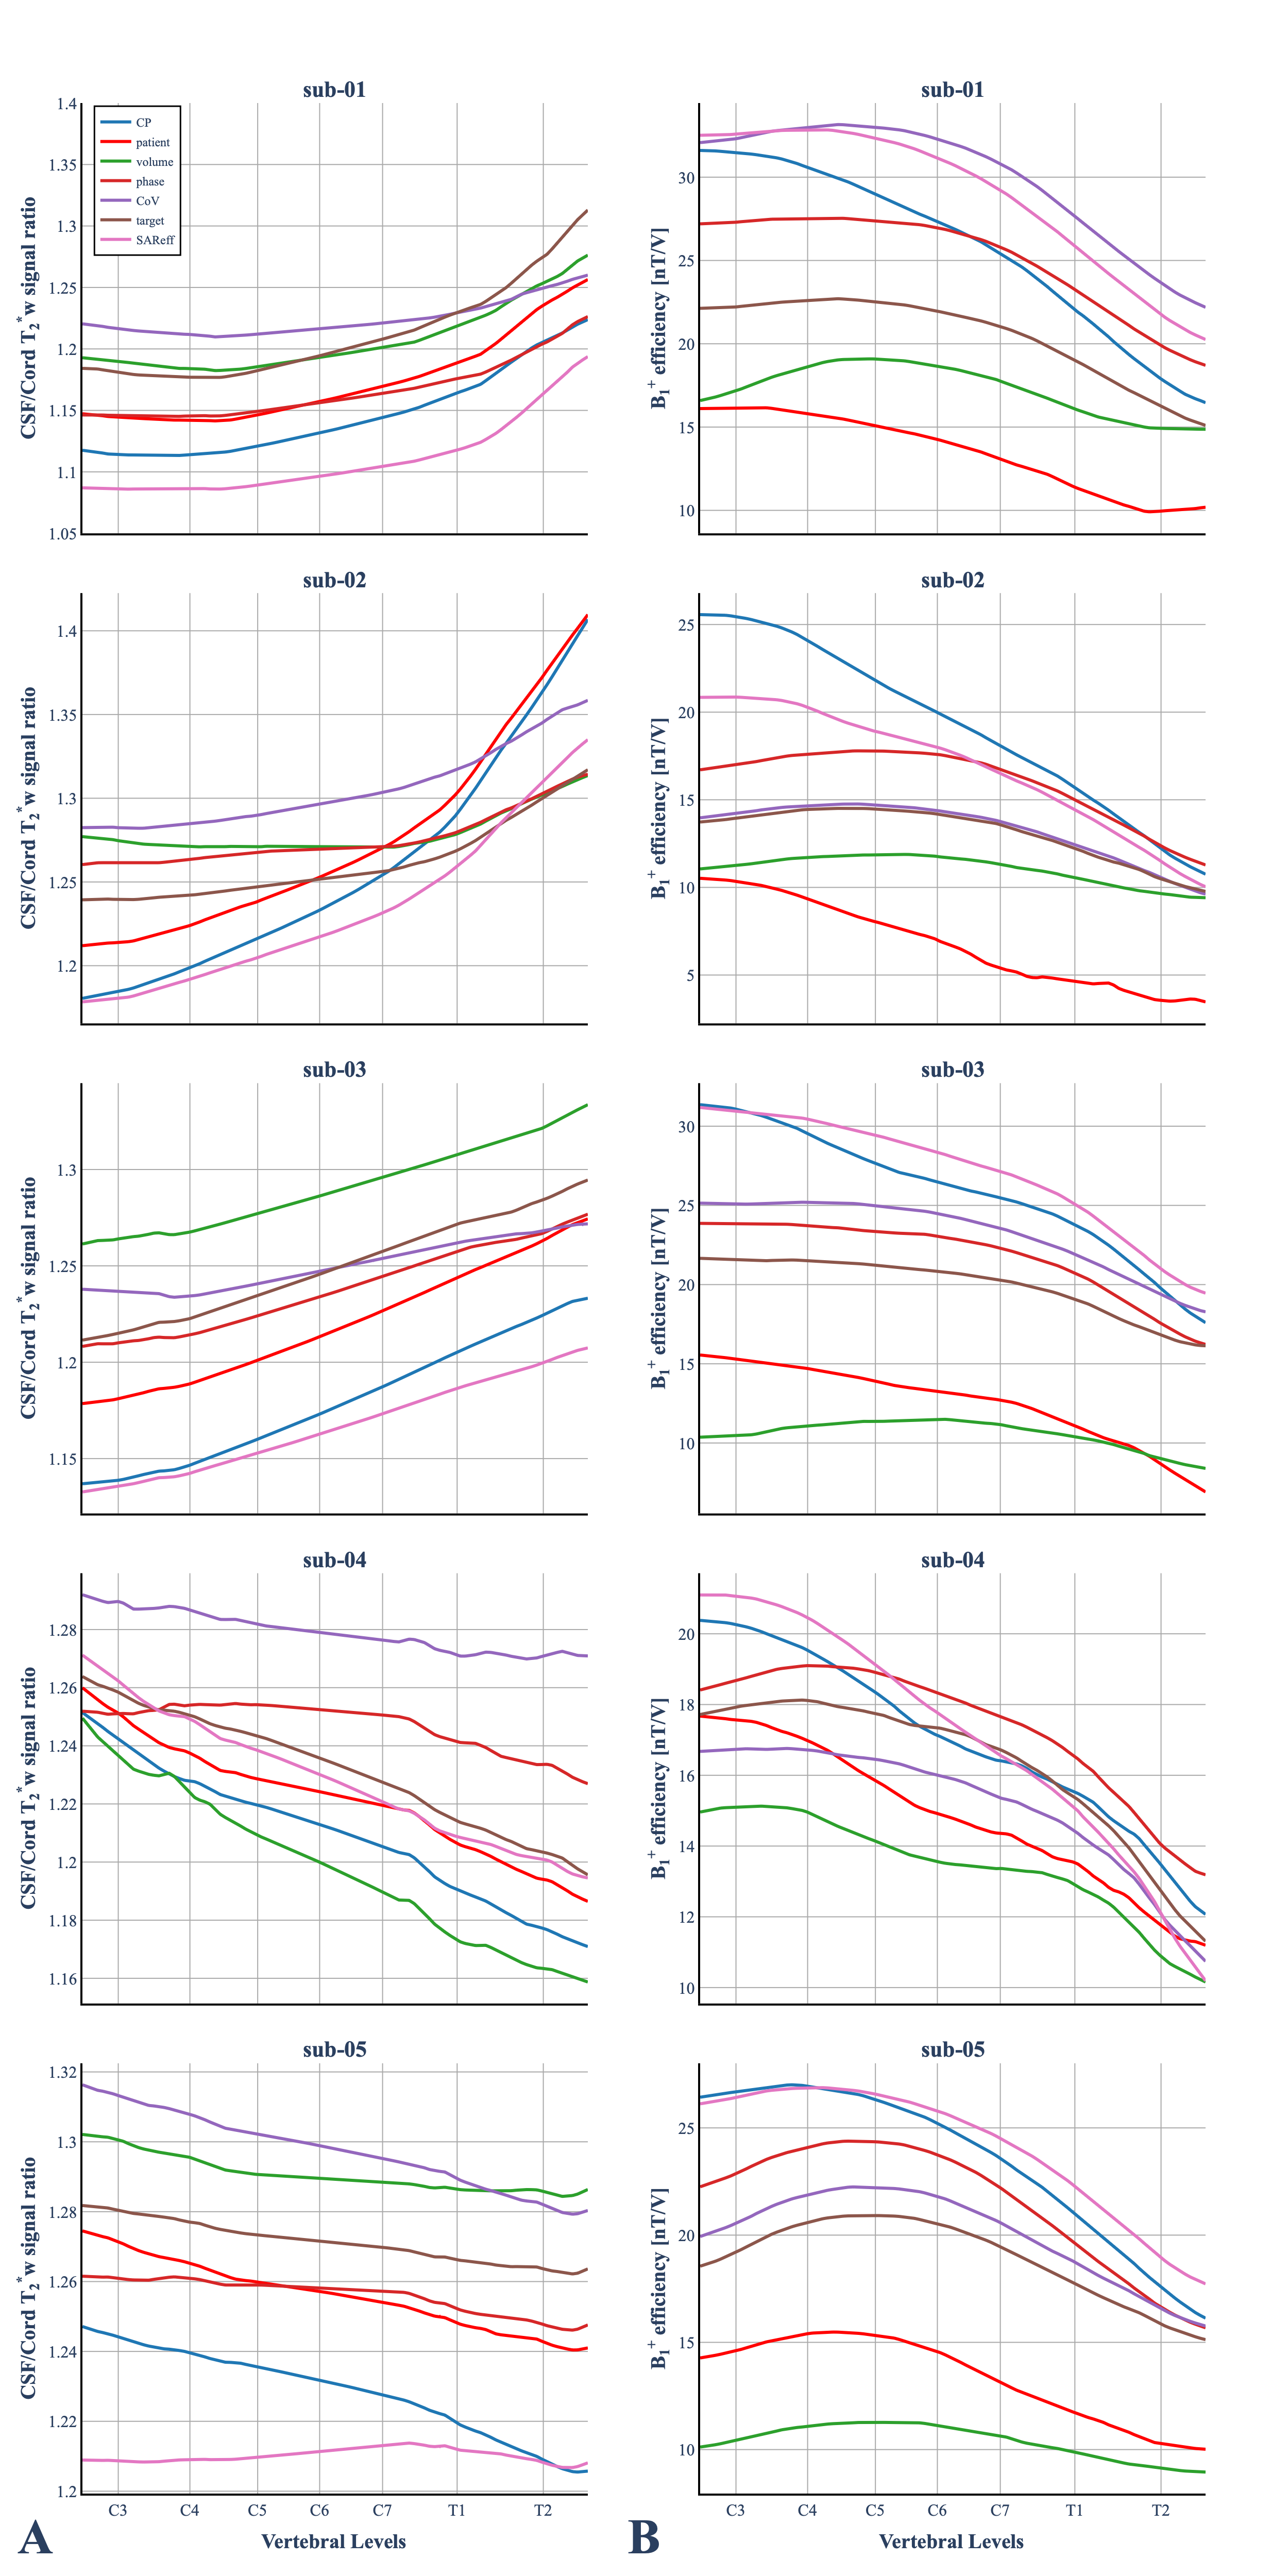 sub-01
1.4
1.35
1.3
1.25
1.2
1.15
1.1
1.05
CSF/Cord T₂*w signal ratio
CP
patient
volume
phase
CoV
target
SAReff
sub-01
30
25
20
15
10
B₁⁺ efficiency [nT/V]
sub-02
1.4
1.35
1.3
1.25
1.2
CSF/Cord T₂*w signal ratio
sub-02
25
20
15
10
5
B₁⁺ efficiency [nT/V]
sub-03
1.3
1.25
1.2
1.15
CSF/Cord T₂*w signal ratio
sub-03
30
25
20
15
10
B₁⁺ efficiency [nT/V]
sub-04
1.28
1.26
1.24
1.22
1.2
1.18
1.16
CSF/Cord T₂*w signal ratio
sub-04
20
18
16
14
12
10
B₁⁺ efficiency [nT/V]
sub-05
1.32
1.3
1.28
1.26
1.24
1.22
1.2
CSF/Cord T₂*w signal ratio
C3 C4 C5 C6 C7 T1 T2
Vertebral Levels
A
sub-05
25
20
15
10
B₁⁺ efficiency [nT/V]
C3 C4 C5 C6 C7 T1 T2
Vertebral Levels
B